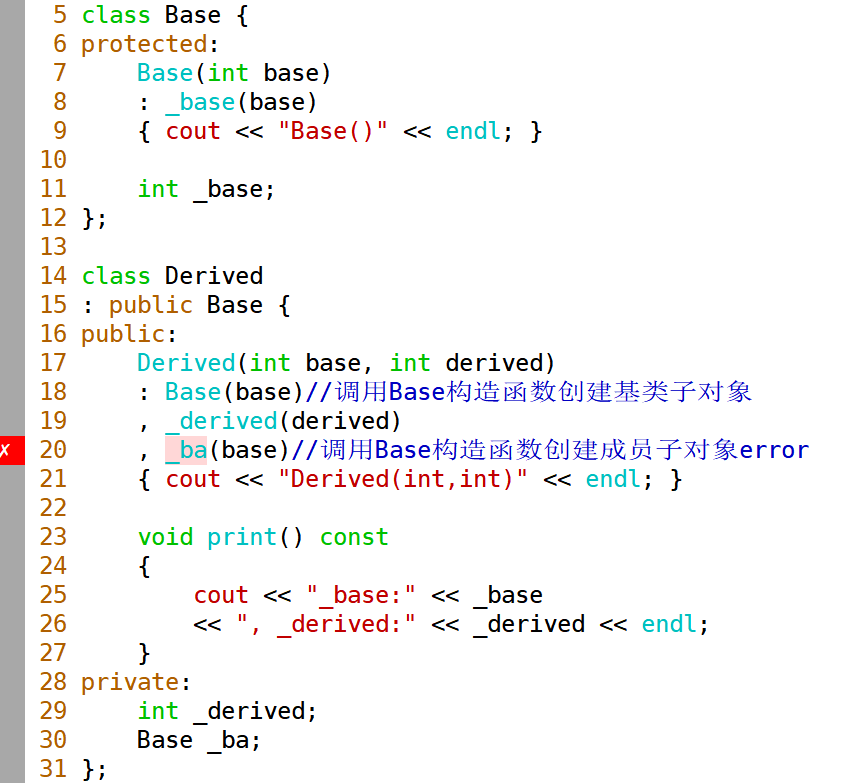 5 class Base {
6 protected:
7     Base(int base)
8     : _base(base)
9     { cout << "Base()" << endl; }
10
11     int _base;
12 };
13
14 class Derived
15 : public Base {
16 public:
17     Derived(int base, int derived)
18     : Base(base)//调用Base构造函数创建基类子对象
19     , _derived(derived)
✗ 20     , _ba(base)//调用Base构造函数创建成员子对象error
21     { cout << "Derived(int,int)" << endl; }
22
23     void print() const
24     {
25         cout << "_base:" << _base
26         << ", _derived:" << _derived << endl;
27     }
28 private:
29     int _derived;
30     Base _ba;
31 };